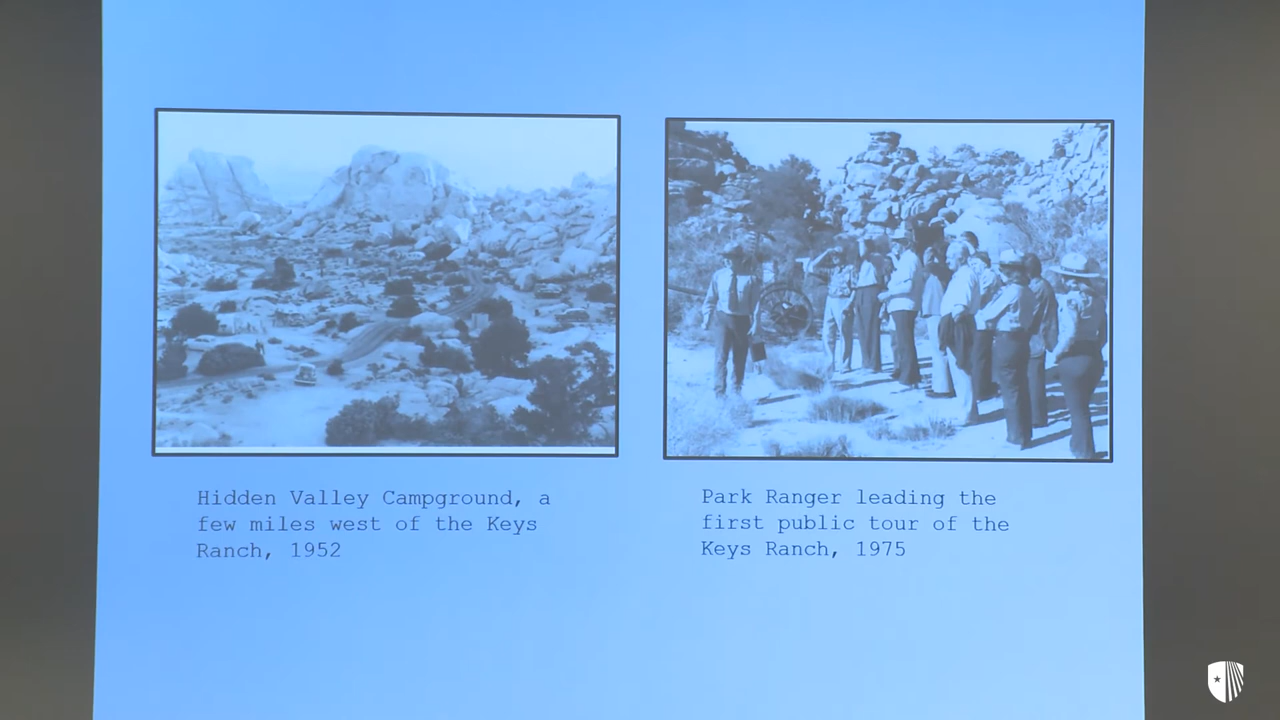 Hidden Valley Campground, a
few miles west of the Keys
Ranch, 1952
Park Ranger leading the
first public tour of the
Keys Ranch, 1975